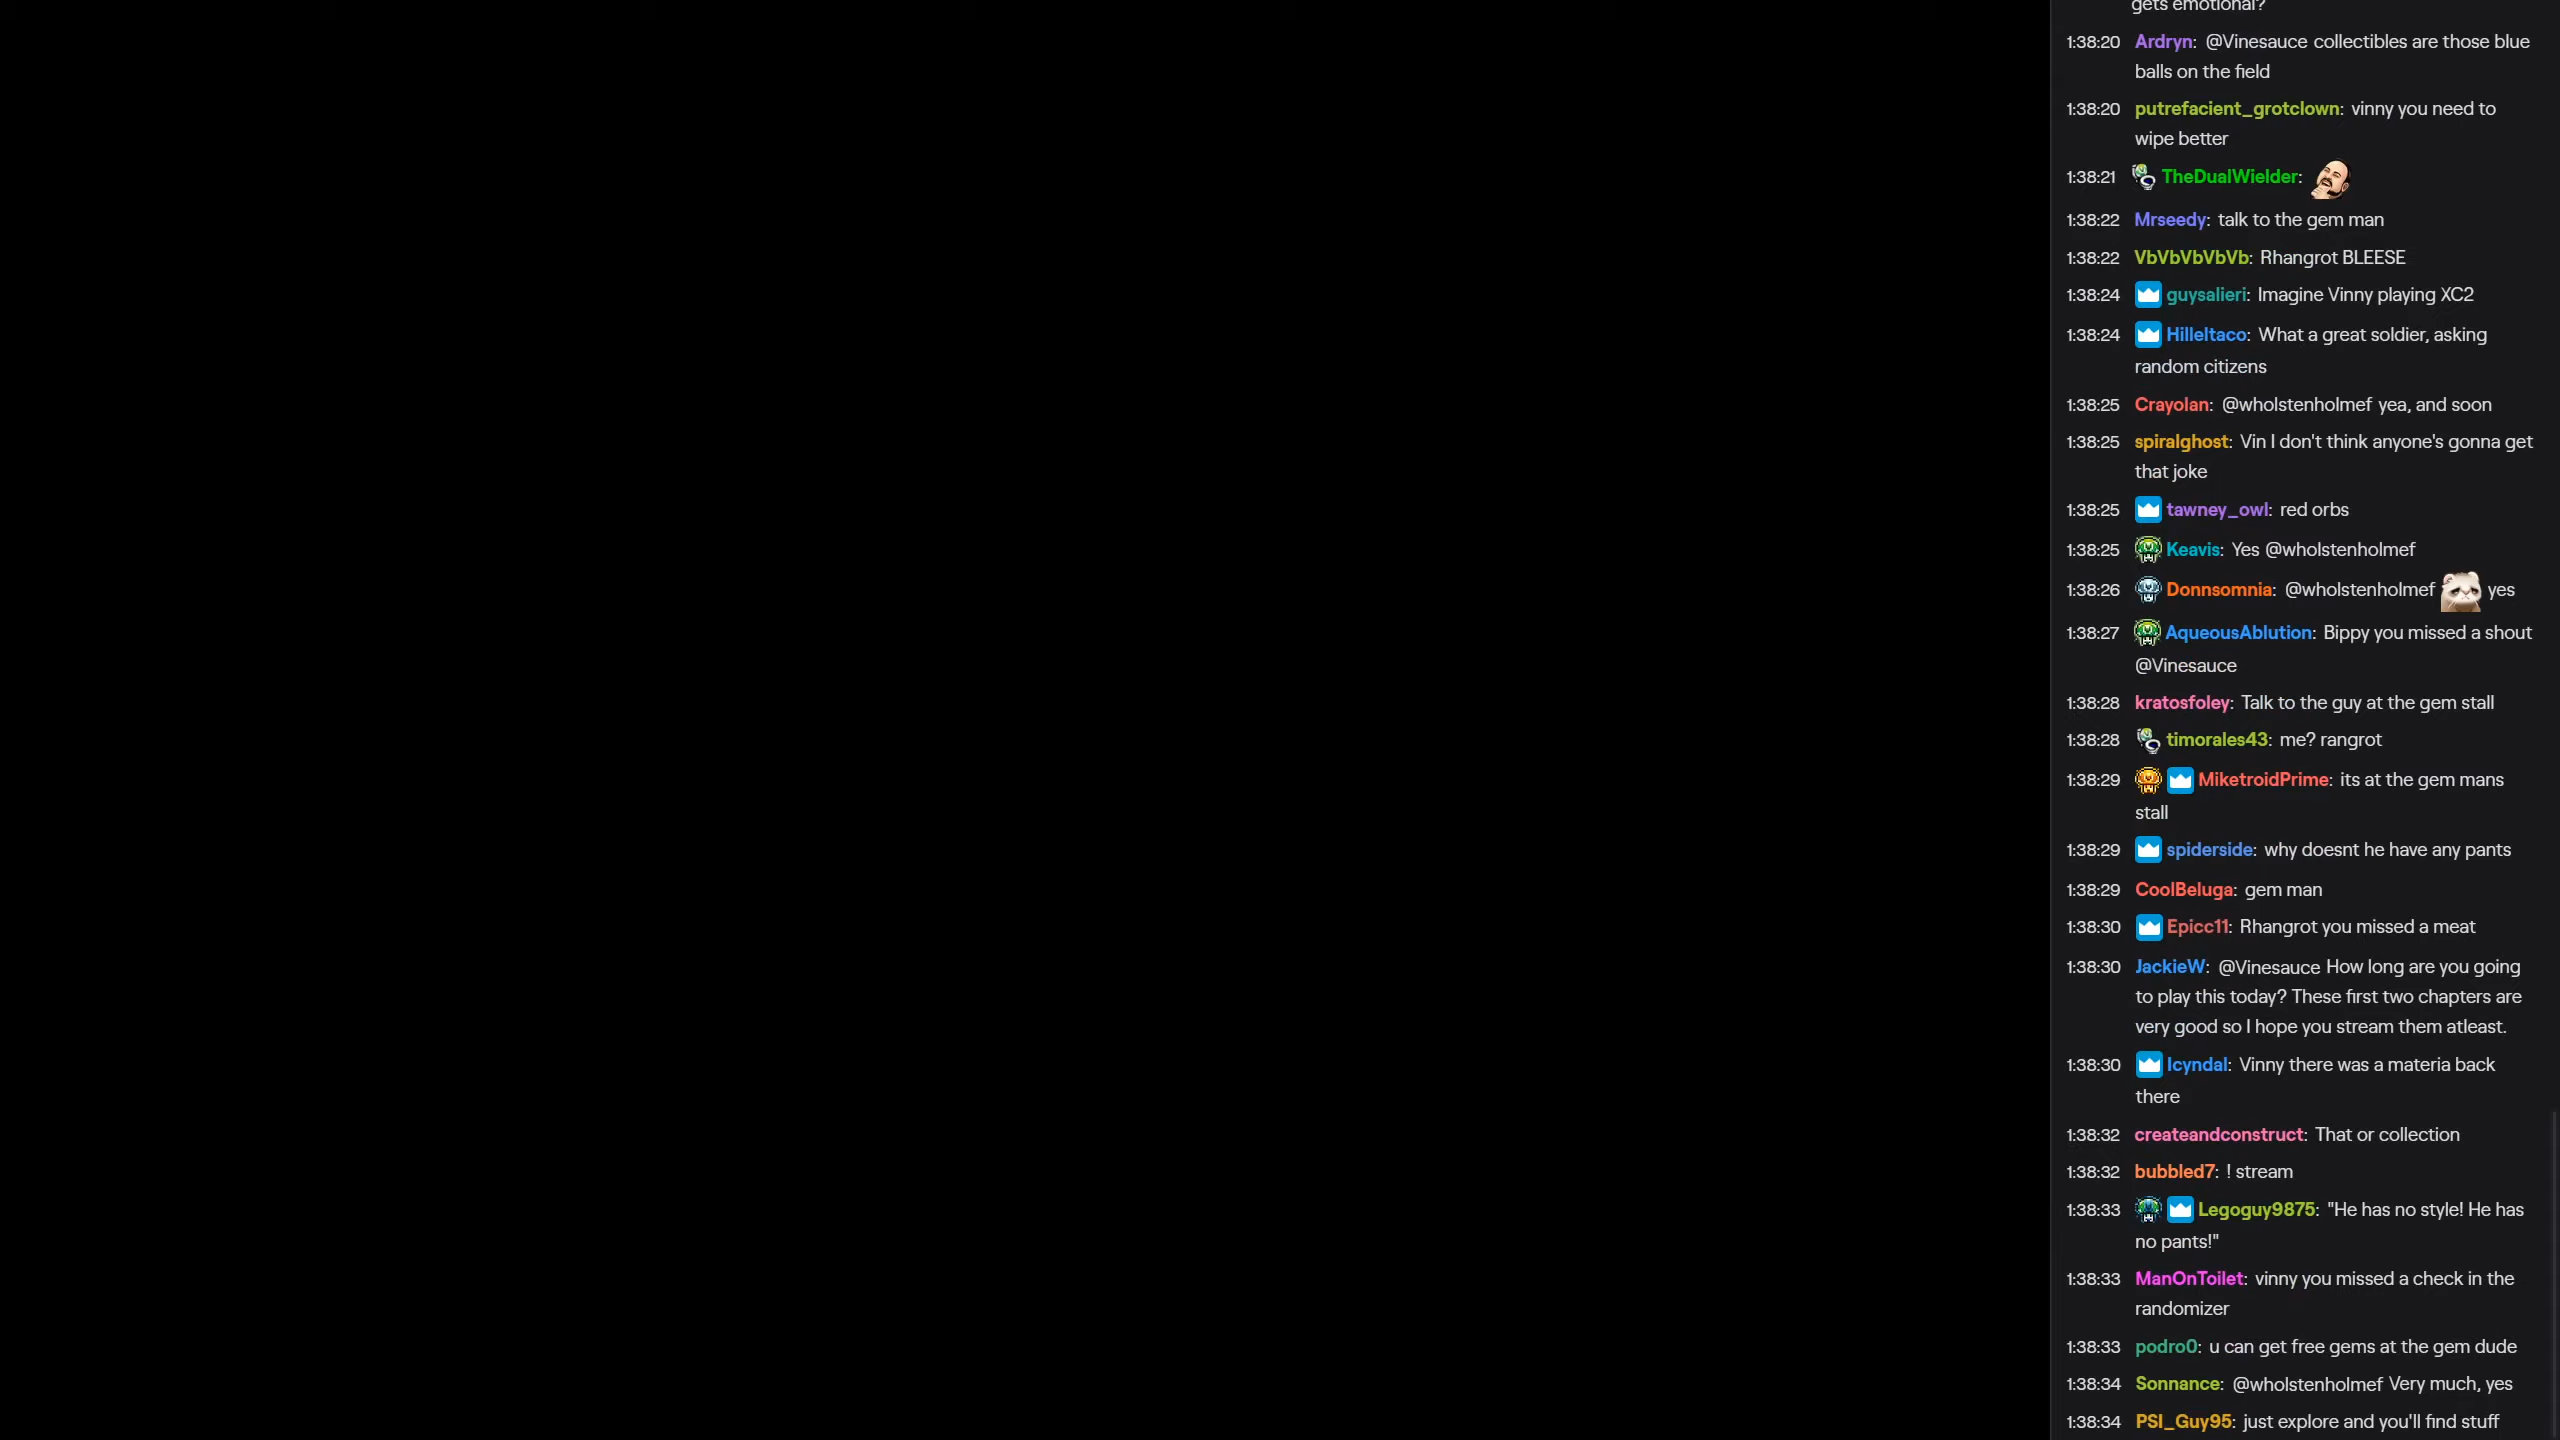 gets emotional?
1:38:20 Ardryn: @Vinesauce collectibles are those blue
balls on the field
1:38:20 putrefacient_grotclown: vinny you need to
wipe better
1:38:21 TheDualWielder:
1:38:22 Mrseedy: talk to the gem man
1:38:22 VbVbVbVbVb: Rhangrot BLEESE
1:38:24 guysalieri: Imagine Vinny playing XC2
1:38:24 Hilleltaco: What a great soldier, asking
random citizens
1:38:25 Crayolan: @wholstenholmef yea, and soon
1:38:25 spiralghost: Vin I don't think anyone's gonna get
that joke
1:38:25 tawney_owl: red orbs
1:38:25 Keavis: Yes @wholstenholmef
1:38:26 Donnsomnia: @wholstenholmef yes
1:38:27 AqueousAblution: Bippy you missed a shout
@Vinesauce
1:38:28 kratosfoley: Talk to the guy at the gem stall
1:38:28 timorales43: me? rangrot
1:38:29 MiketroidPrime: its at the gem mans
stall
1:38:29 spiderside: why doesnt he have any pants
1:38:29 CoolBeluga: gem man
1:38:30 Epicc11: Rhangrot you missed a meat
1:38:30 JackieW: @Vinesauce How long are you going
to play this today? These first two chapters are
very good so I hope you stream them atleast.
1:38:30 Icyndal: Vinny there was a materia back
there
1:38:32 createandconstruct: That or collection
1:38:32 bubbled7: ! stream
1:38:33 Legoguy9875: "He has no style! He has
no pants!"
1:38:33 ManOnToilet: vinny you missed a check in the
randomizer
1:38:33 podro0: u can get free gems at the gem dude
1:38:34 Sonnance: @wholstenholmef Very much, yes
1:38:34 PSI_Guy95: just explore and you'll find stuff